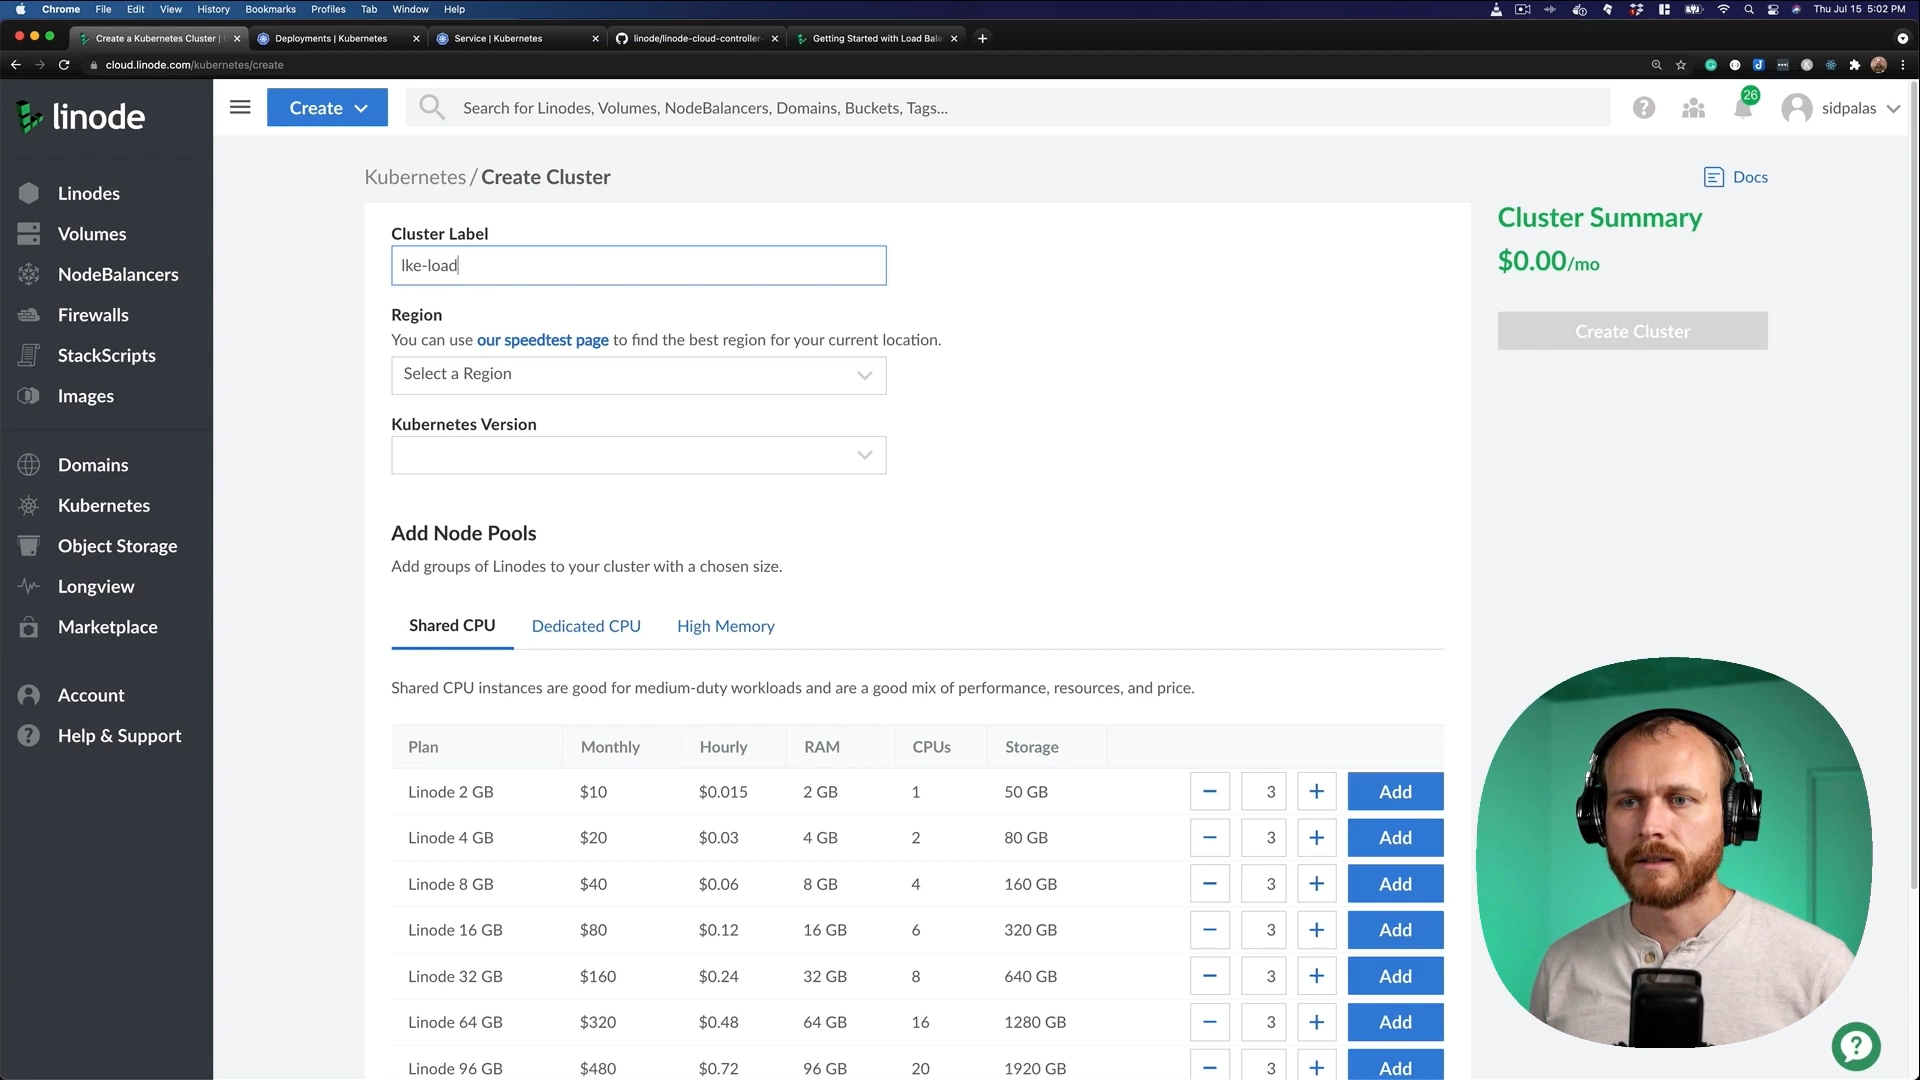 Chrome File Edit View History Bookmarks Profiles Tab Window Help Thu Jul 15 5:02 PM
Create a Kubernetes Cluster | Deployments | Kubernetes Service | Kubernetes linode/linode-cloud-controller- Getting Started with Load Bala
cloud.linode.com/kubernetes/create
linode
Create
Search for Linodes, Volumes, NodeBalancers, Domains, Buckets, Tags...
26
sidpalas
Linodes
Volumes
NodeBalancers
Firewalls
StackScripts
Images
Domains
Kubernetes
Object Storage
Longview
Marketplace
Account
Help & Support
Kubernetes / Create Cluster
Docs
Cluster Label
lke-load
Region
You can use our speedtest page to find the best region for your current location.
Select a Region
Kubernetes Version
Add Node Pools
Add groups of Linodes to your cluster with a chosen size.
Shared CPU Dedicated CPU High Memory
Shared CPU instances are good for medium-duty workloads and are a good mix of performance, resources, and price.
Plan Monthly Hourly RAM CPUs Storage
Linode 2 GB $10 $0.015 2 GB 1 50 GB − 3 + Add
Linode 4 GB $20 $0.03 4 GB 2 80 GB − 3 + Add
Linode 8 GB $40 $0.06 8 GB 4 160 GB − 3 + Add
Linode 16 GB $80 $0.12 16 GB 6 320 GB − 3 + Add
Linode 32 GB $160 $0.24 32 GB 8 640 GB − 3 + Add
Linode 64 GB $320 $0.48 64 GB 16 1280 GB − 3 + Add
Linode 96 GB $480 $0.72 96 GB 20 1920 GB − 3 + Add
Cluster Summary
$0.00/mo
Create Cluster